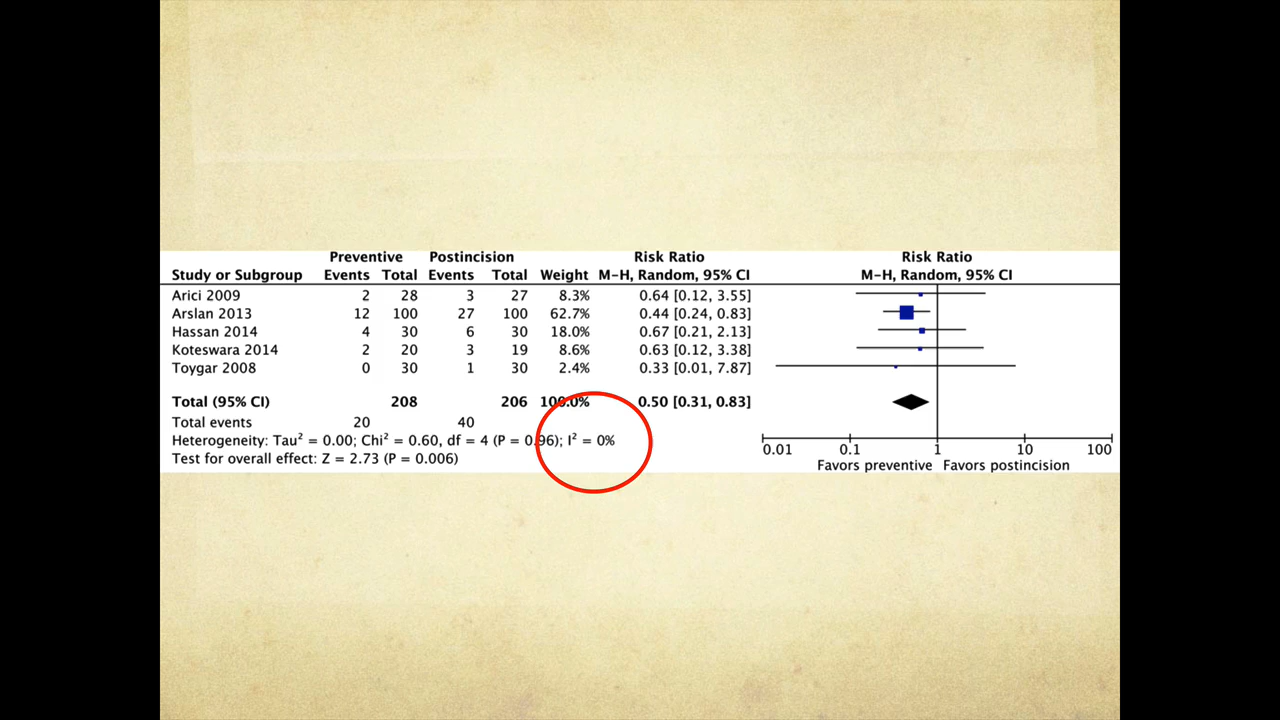 Preventive Postincision Risk Ratio Risk Ratio
Study or Subgroup Events Total Events Total Weight M-H, Random, 95% CI M-H, Random, 95% CI
Arici 2009 2 28 3 27 8.3% 0.64 [0.12, 3.55]
Arslan 2013 12 100 27 100 62.7% 0.44 [0.24, 0.83]
Hassan 2014 4 30 6 30 18.0% 0.67 [0.21, 2.13]
Koteswara 2014 2 20 3 19 8.6% 0.63 [0.12, 3.38]
Toygar 2008 0 30 1 30 2.4% 0.33 [0.01, 7.87]
Total (95% CI) 208 206 100.0% 0.50 [0.31, 0.83]
Total events 20 40
Heterogeneity: Tau² = 0.00; Chi² = 0.60, df = 4 (P = 0.96); I² = 0%
Test for overall effect: Z = 2.73 (P = 0.006)
0.01 0.1 1 10 100
Favors preventive Favors postincision